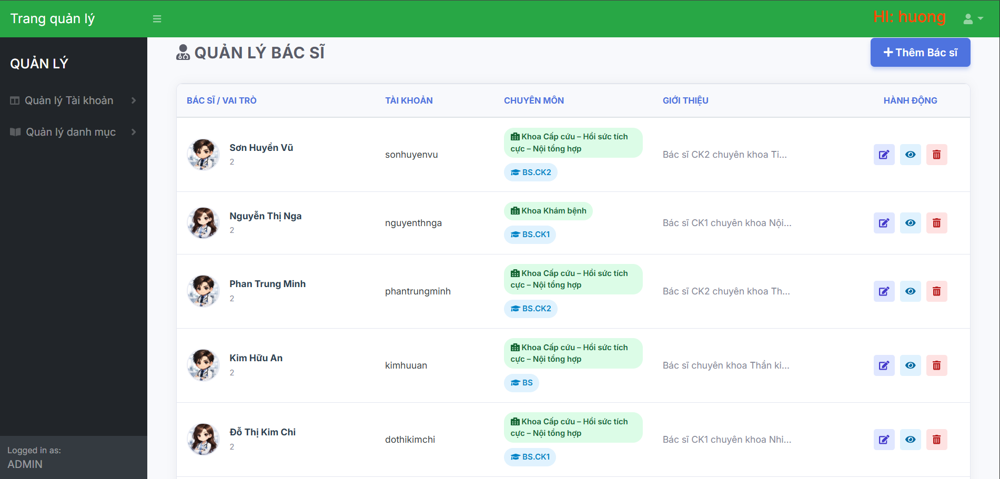 Trang quản lý
HI: huong
QUẢN LÝ
Quản lý Tài khoản
Quản lý danh mục
Logged in as:
ADMIN
QUẢN LÝ BÁC SĨ
Thêm Bác sĩ
BÁC SĨ / VAI TRÒ
TÀI KHOẢN
CHUYÊN MÔN
GIỚI THIỆU
HÀNH ĐỘNG
Sơn Huyền Vũ
2
sonhuyenvu
Khoa Cấp cứu – Hồi sức tích
cực – Nội tổng hợp
BS.CK2
Bác sĩ CK2 chuyên khoa Ti...
Nguyễn Thị Nga
2
nguyenthnga
Khoa Khám bệnh
BS.CK1
Bác sĩ CK1 chuyên khoa Nội...
Phan Trung Minh
2
phantrungminh
Khoa Cấp cứu – Hồi sức tích
cực – Nội tổng hợp
BS.CK2
Bác sĩ CK2 chuyên khoa Th...
Kim Hữu An
2
kimhuuan
Khoa Cấp cứu – Hồi sức tích
cực – Nội tổng hợp
BS
Bác sĩ chuyên khoa Thần ki...
Đỗ Thị Kim Chi
2
dothikimchi
Khoa Cấp cứu – Hồi sức tích
cực – Nội tổng hợp
BS.CK1
Bác sĩ CK1 chuyên khoa Nhi...